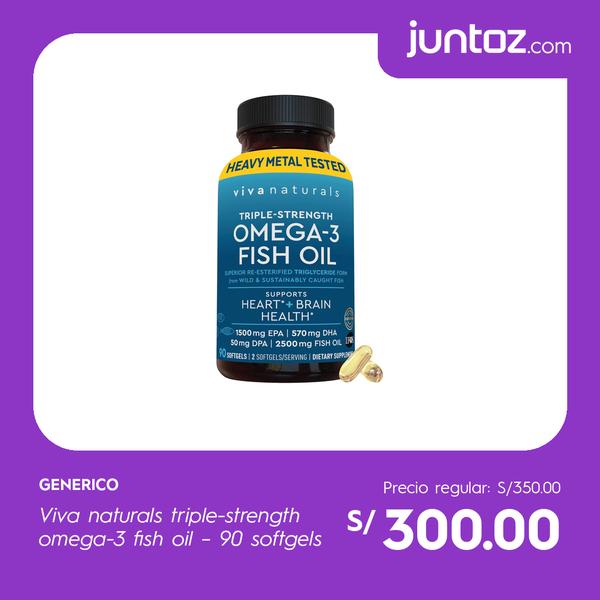 juntoz.com
HEAVY METAL TESTED
vivanaturals
TRIPLE-STRENGTH
OMEGA-3
FISH OIL
SUPERIOR RE-ESTERIFIED TRIGLYCERIDE FORM
from WILD & SUSTAINABLY CAUGHT FISH
SUPPORTS
HEART* + BRAIN
HEALTH*
1500mg EPA | 570mg DHA
50mg DPA | 2500mg FISH OIL
90 SOFTGELS | 2 SOFTGELS/SERVING | DIETARY SUPPLEMENT
GENERICO
Viva naturals triple-strength
omega-3 fish oil - 90 softgels
Precio regular: S/350.00
S/ 300.00